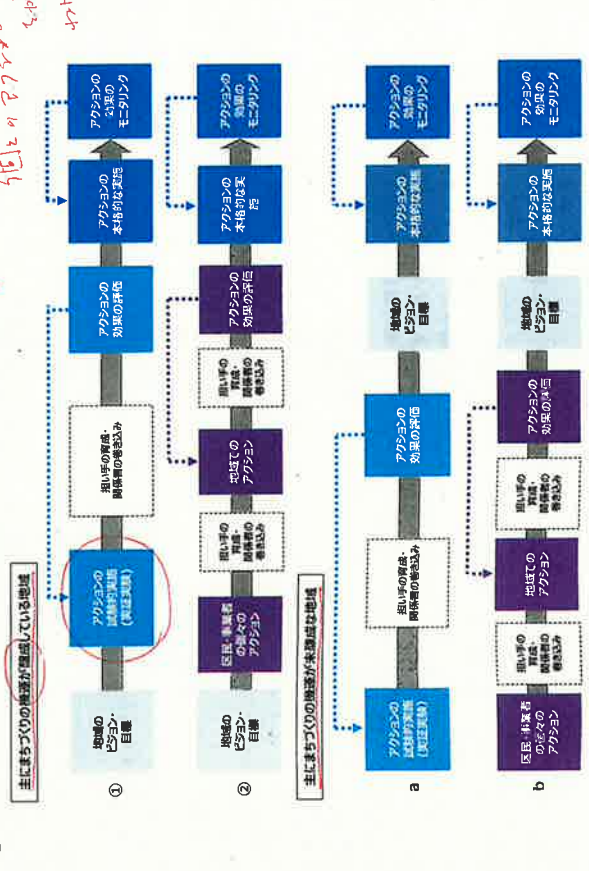 主にまちづくりの機運が醸成している地域
①
地域の
ビジョン・
目標
アクションの
試験的実施
(実証実験)
担い手の育成・
関係者の巻き込み
アクションの
効果の評価
アクションの
本格的な実施
アクションの
効果の
モニタリング
②
地域の
ビジョン・
目標
区民・事業者
の個々の
アクション
担い手の
育成・
関係者の
巻き込み
地域での
アクション
担い手の
育成・
関係者の
巻き込み
アクションの
効果の評価
アクションの
本格的な実
施
アクションの
効果の
モニタリング
主にまちづくりの機運が未醸成な地域
a
アクションの
試験的実施
(実証実験)
担い手の育成・
関係者の巻き込み
アクションの
効果の評価
地域の
ビジョン・
目標
アクションの
本格的な実施
アクションの
効果の
モニタリング
b
区民・事業者
の個々の
アクション
担い手の
育成・
関係者の
巻き込み
地域での
アクション
担い手の
育成・
関係者の
巻き込み
アクションの
効果の評価
地域の
ビジョン・
目標
アクションの
本格的な実施
アクションの
効果の
モニタリング